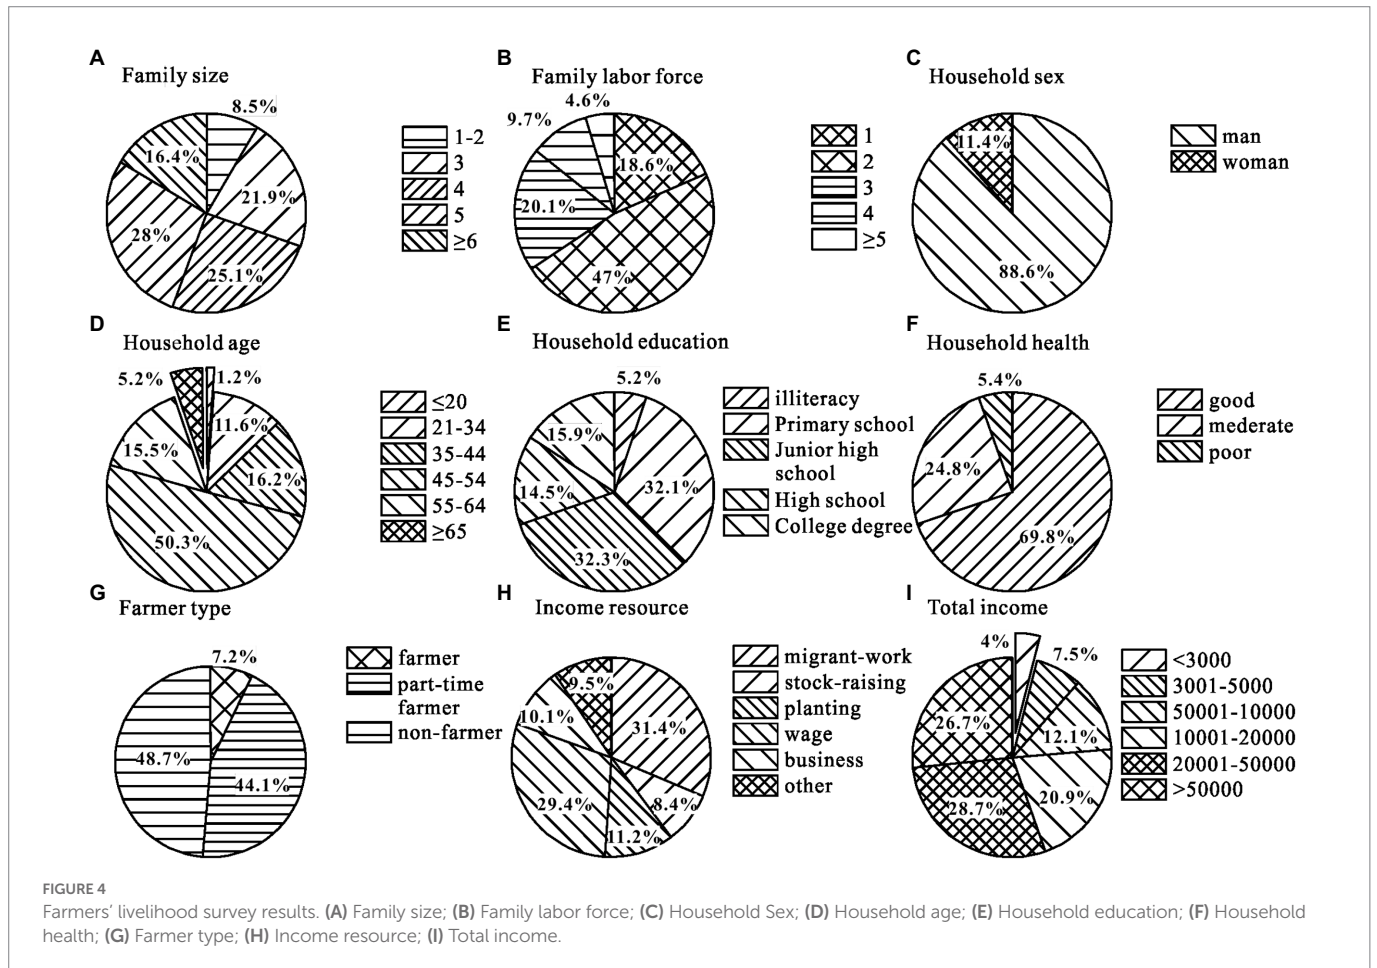 A
Family size
8.5%
21.9%
25.1%
28%
16.4%
1-2
3
4
5
≥6
B
Family labor force
4.6%
9.7%
18.6%
20.1%
47%
1
2
3
4
≥5
C
Household sex
11.4%
88.6%
man
woman
D
Household age
5.2%
1.2%
11.6%
15.5%
16.2%
50.3%
≤20
21-34
35-44
45-54
55-64
≥65
E
Household education
5.2%
15.9%
32.1%
14.5%
32.3%
illiteracy
Primary school
Junior high
school
High school
College degree
F
Household health
5.4%
24.8%
69.8%
good
mederate
poor
G
Farmer type
7.2%
48.7%
44.1%
farmer
part-time
farmer
non-farmer
H
Income resource
9.5%
10.1%
31.4%
29.4%
8.4%
11.2%
migrant-work
stock-raising
planting
wage
business
other
I
Total income
4%
7.5%
26.7%
12.1%
28.7%
20.9%
<3000
3001-5000
50001-10000
10001-20000
20001-50000
>50000
FIGURE 4
Farmers' livelihood survey results. (A) Family size; (B) Family labor force; (C) Household Sex; (D) Household age; (E) Household education; (F) Household
health; (G) Farmer type; (H) Income resource; (I) Total income.